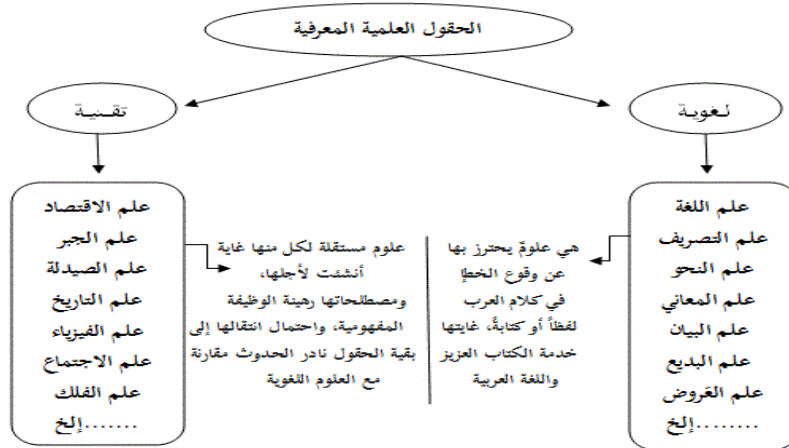 الحقول العلمية المعرفية
لغوية
تقنية
علم اللغة
علم التصريف
علم النحو
علم المعاني
علم البيان
علم البديع
علم العَروض
........إلخ
هي علومٌ يحترز بها
عن وقوع الخطإ
في كلام العرب
لفظاً أو كتابةً، غايتها
خدمة الكتاب العزيز
واللغة العربية
علوم مستقلة لكل منها غاية
أنشئت لأجلها،
ومصطلحاتها رهينة الوظيفة
المفهومية، واحتمال انتقالها إلى
بقية الحقول نادر الحدوث مقارنة
مع العلوم اللغوية
علم الاقتصاد
علم الجبر
علم الصيدلة
علم التاريخ
علم الفيزياء
علم الاجتماع
علم الفلك
.......إلخ